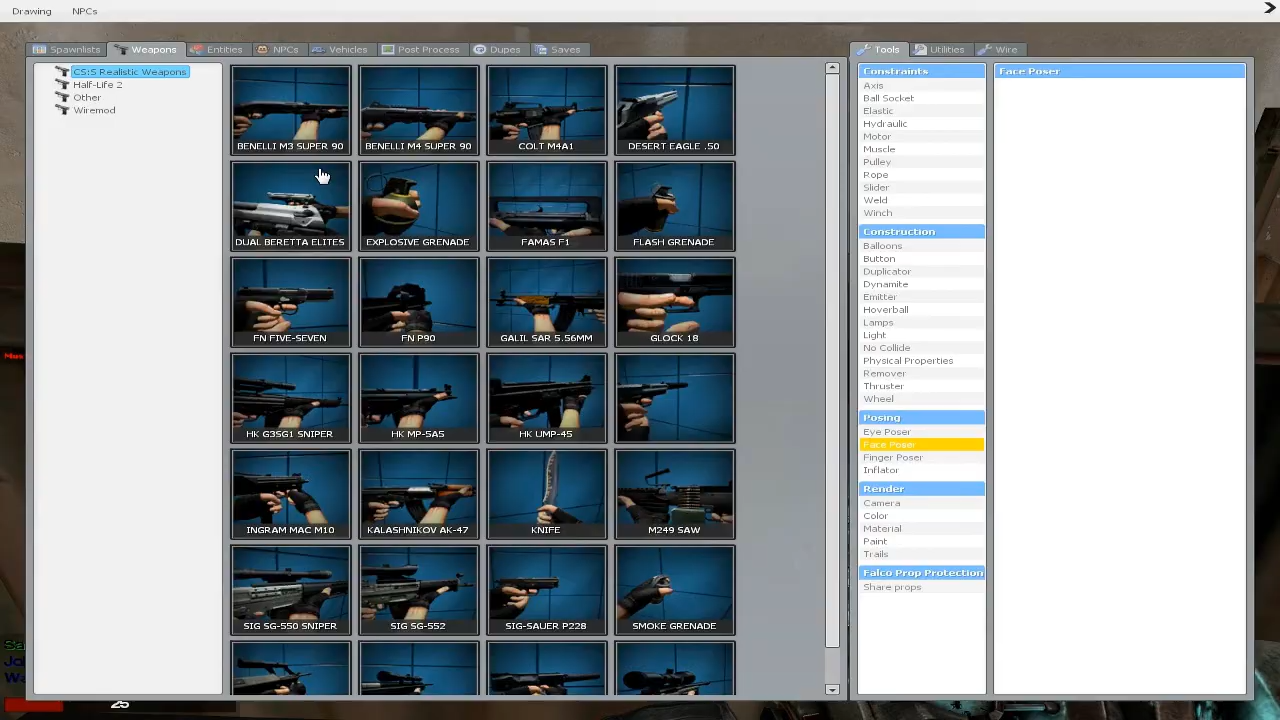 Drawing NPCs
Spawnlists Weapons Entities NPCs Vehicles Post Process Dupes Saves
Tools Utilities Wire
CS:S Realistic Weapons
Half-Life 2
Other
Wiremod
BENELLI M3 SUPER 90 BENELLI M4 SUPER 90 COLT M4A1 DESERT EAGLE .50
DUAL BERETTA ELITES EXPLOSIVE GRENADE FAMAS F1 FLASH GRENADE
FN FIVE-SEVEN FN P90 GALIL SAR 5.56MM GLOCK 18
HK G3SG1 SNIPER HK MP-5A5 HK UMP-45
INGRAM MAC M10 KALASHNIKOV AK-47 KNIFE M249 SAW
SIG SG-550 SNIPER SIG SG-552 SIG-SAUER P228 SMOKE GRENADE
Constraints
Axis
Ball Socket
Elastic
Hydraulic
Motor
Muscle
Pulley
Rope
Slider
Weld
Winch
Construction
Balloons
Button
Duplicator
Dynamite
Emitter
Hoverball
Lamps
Light
No Collide
Physical Properties
Remover
Thruster
Wheel
Posing
Eye Poser
Face Poser
Finger Poser
Inflator
Render
Camera
Color
Material
Paint
Trails
Falco Prop Protection
Share props
Face Poser
25